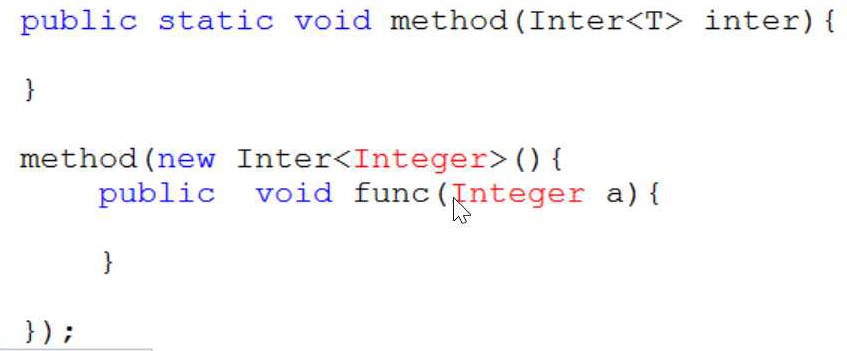 public static void method(Inter<T> inter){
}
method(new Inter<Integer>(){
public  void func(Integer a){
}
});